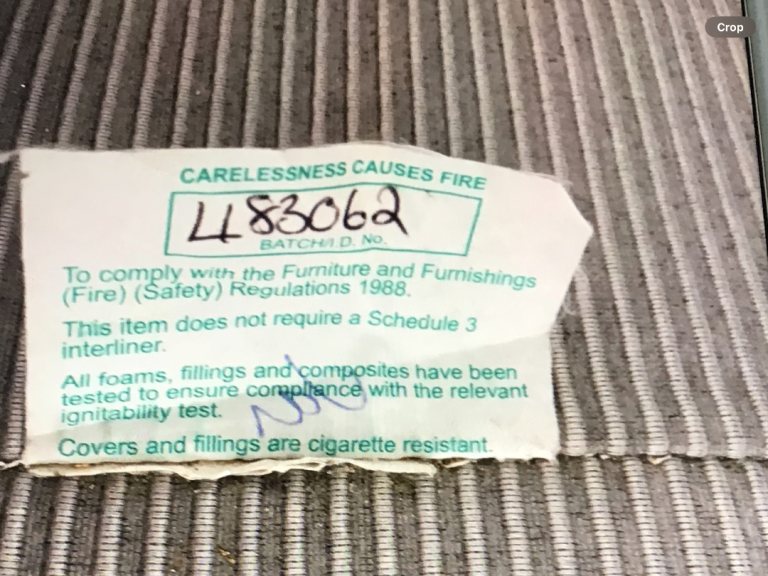 Crop
CARELESSNESS CAUSES FIRE
483062
BATCH/I.D. No.
To comply with the Furniture and Furnishings
(Fire) (Safety) Regulations 1988.
This item does not require a Schedule 3
interliner.
All foams, fillings and composites have been
tested to ensure compliance with the relevant
ignitability test.
Covers and fillings are cigarette resistant.